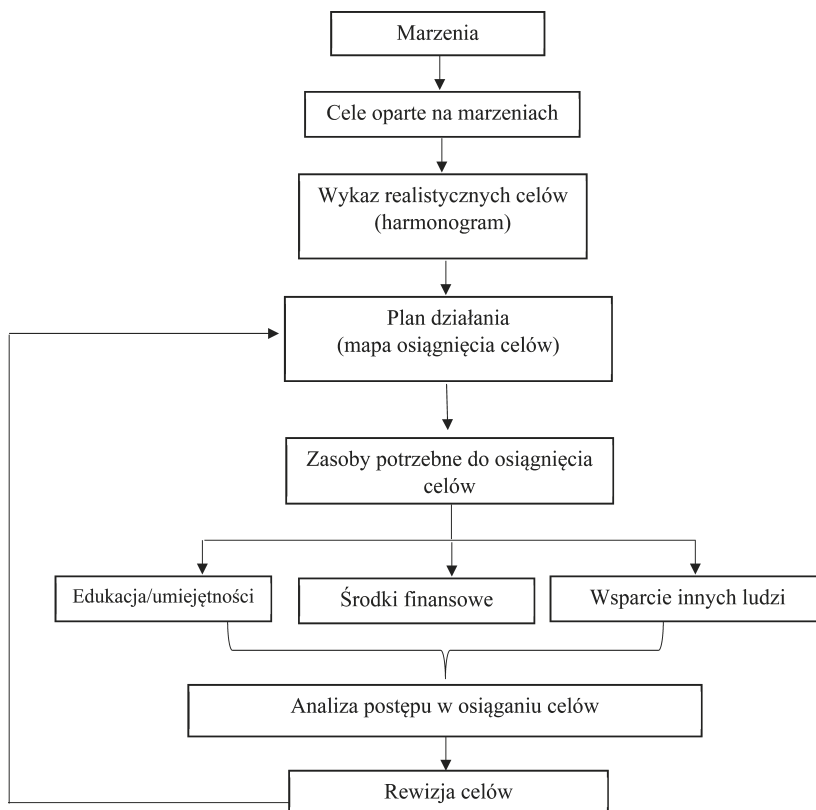 Marzenia
Cele oparte na marzeniach
Wykaz realistycznych celów
(harmonogram)
Plan działania
(mapa osiągnięcia celów)
Zasoby potrzebne do osiągnięcia
celów
Edukacja/umiejętności
Środki finansowe
Wsparcie innych ludzi
Analiza postępu w osiąganiu celów
Rewizja celów